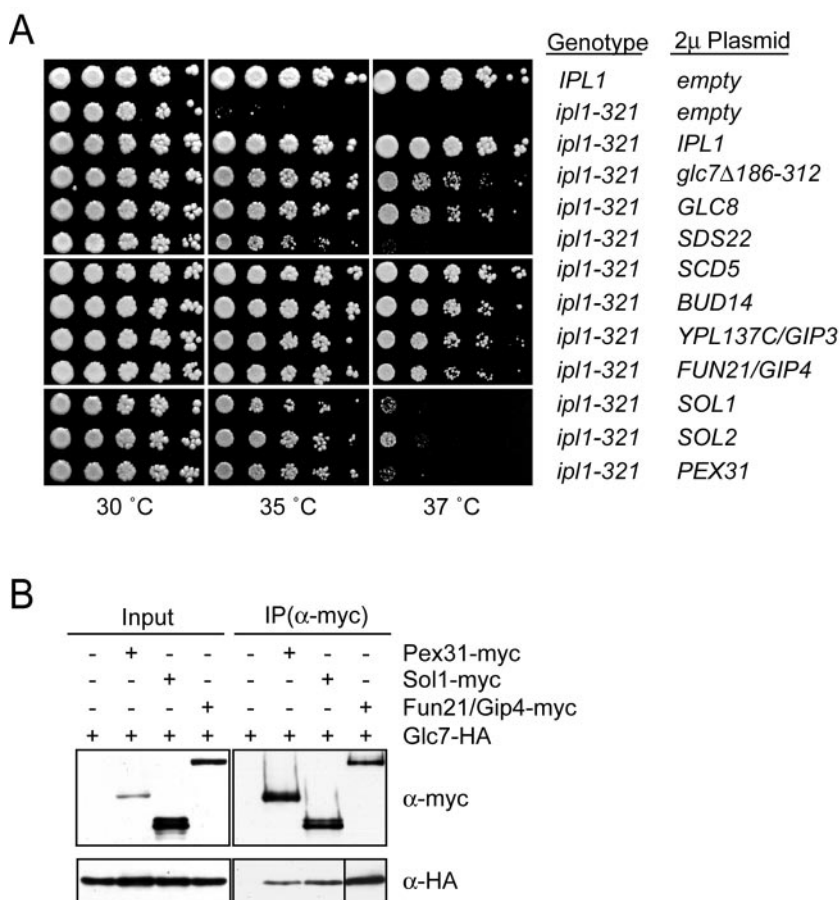 A
Genotype 2μ Plasmid
IPL1 empty
ipl1-321 empty
ipl1-321 IPL1
ipl1-321 glc7Δ186-312
ipl1-321 GLC8
ipl1-321 SDS22
ipl1-321 SCD5
ipl1-321 BUD14
ipl1-321 YPL137C/GIP3
ipl1-321 FUN21/GIP4
ipl1-321 SOL1
ipl1-321 SOL2
ipl1-321 PEX31
30 ˚C 35 ˚C 37 ˚C
B
Input IP(α-myc)
- + - - - + - - Pex31-myc
- - + - - - + - Sol1-myc
- - - + - - - + Fun21/Gip4-myc
+ + + + + + + + Glc7-HA
α-myc
α-HA